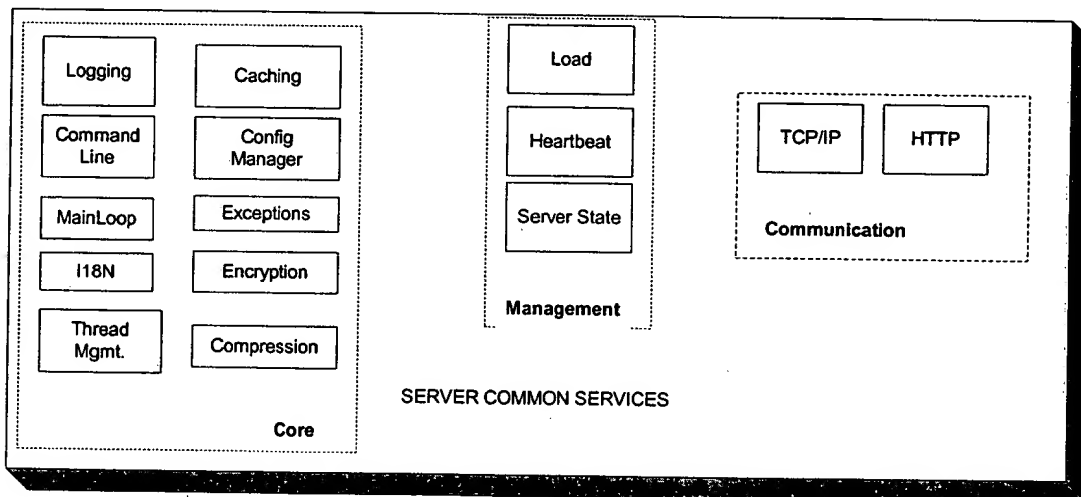 Logging
Caching
Command
Line
Config
Manager
MainLoop
Exceptions
I18N
Encryption
Thread
Mgmt.
Compression
Core
Load
Heartbeat
Server State
Management
TCP/IP
HTTP
Communication
SERVER COMMON SERVICES